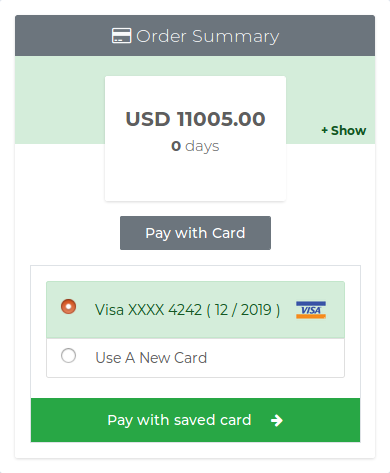 Order Summary
USD 11005.00
0 days
+ Show
Pay with Card
Visa XXXX 4242 ( 12 / 2019 ) VISA
Use A New Card
Pay with saved card